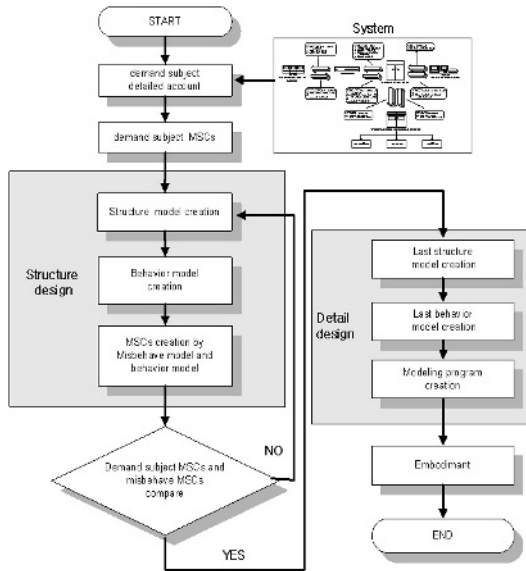 START
System
demand subject
detailed account
demand subject MSCs
Structure model creation
Structure
design
Behavior model
creation
MSCs creation by
Misbehave model and
behavior model
NO
Demand subject MSCs and
misbehave MSCs
compare
YES
Last structure
model creation
Detail
design
Last behavior
model creation
Modeling program
creation
Embodimant
END